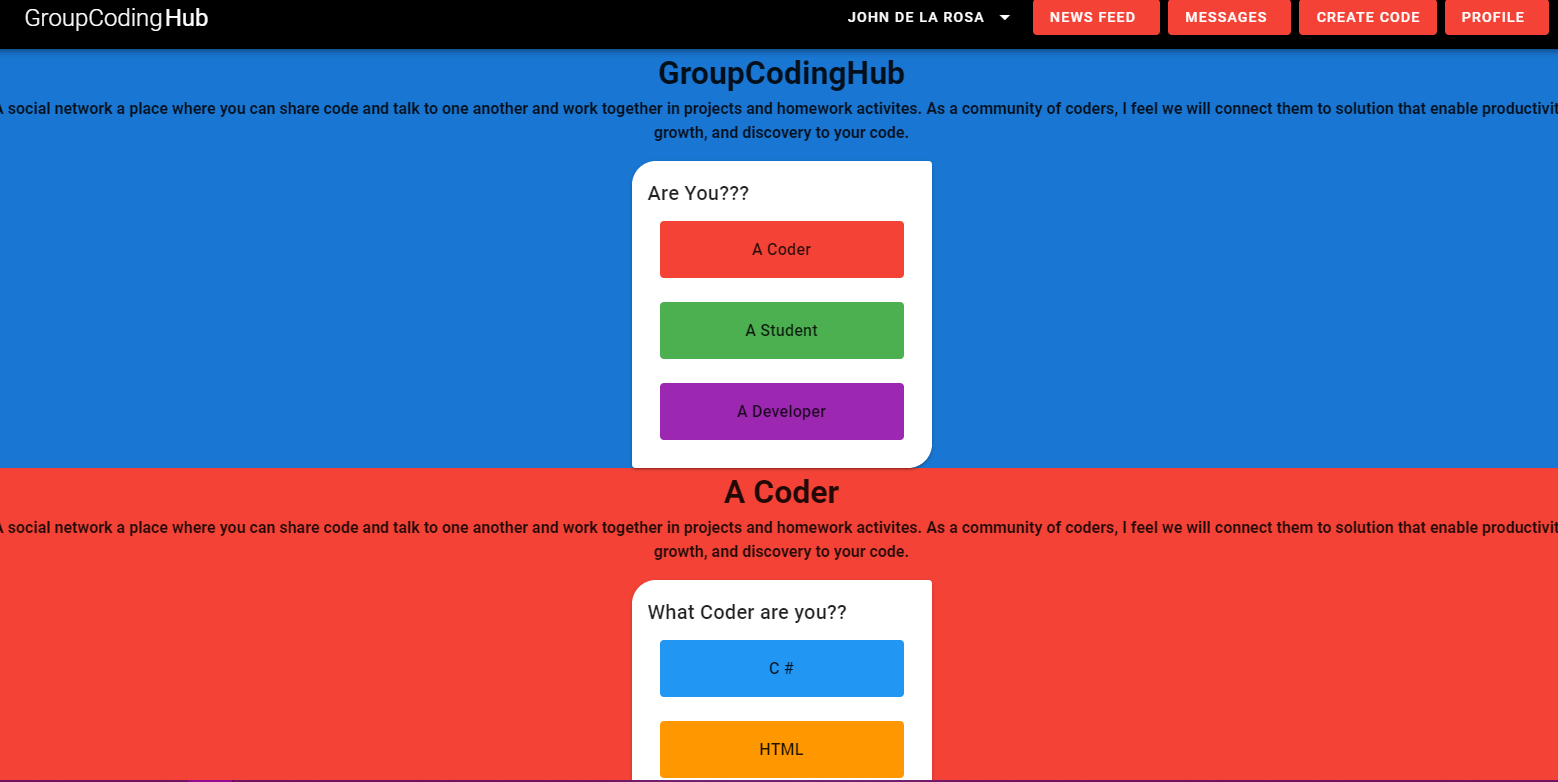 GroupCodingHub
JOHN DE LA ROSA
NEWS FEED
MESSAGES
CREATE CODE
PROFILE
GroupCodingHub
A social network a place where you can share code and talk to one another and work together in projects and homework activites. As a community of coders, I feel we will connect them to solution that enable productivit
growth, and discovery to your code.
Are You???
A Coder
A Student
A Developer
A Coder
A social network a place where you can share code and talk to one another and work together in projects and homework activites. As a community of coders, I feel we will connect them to solution that enable productivit
growth, and discovery to your code.
What Coder are you??
C #
HTML